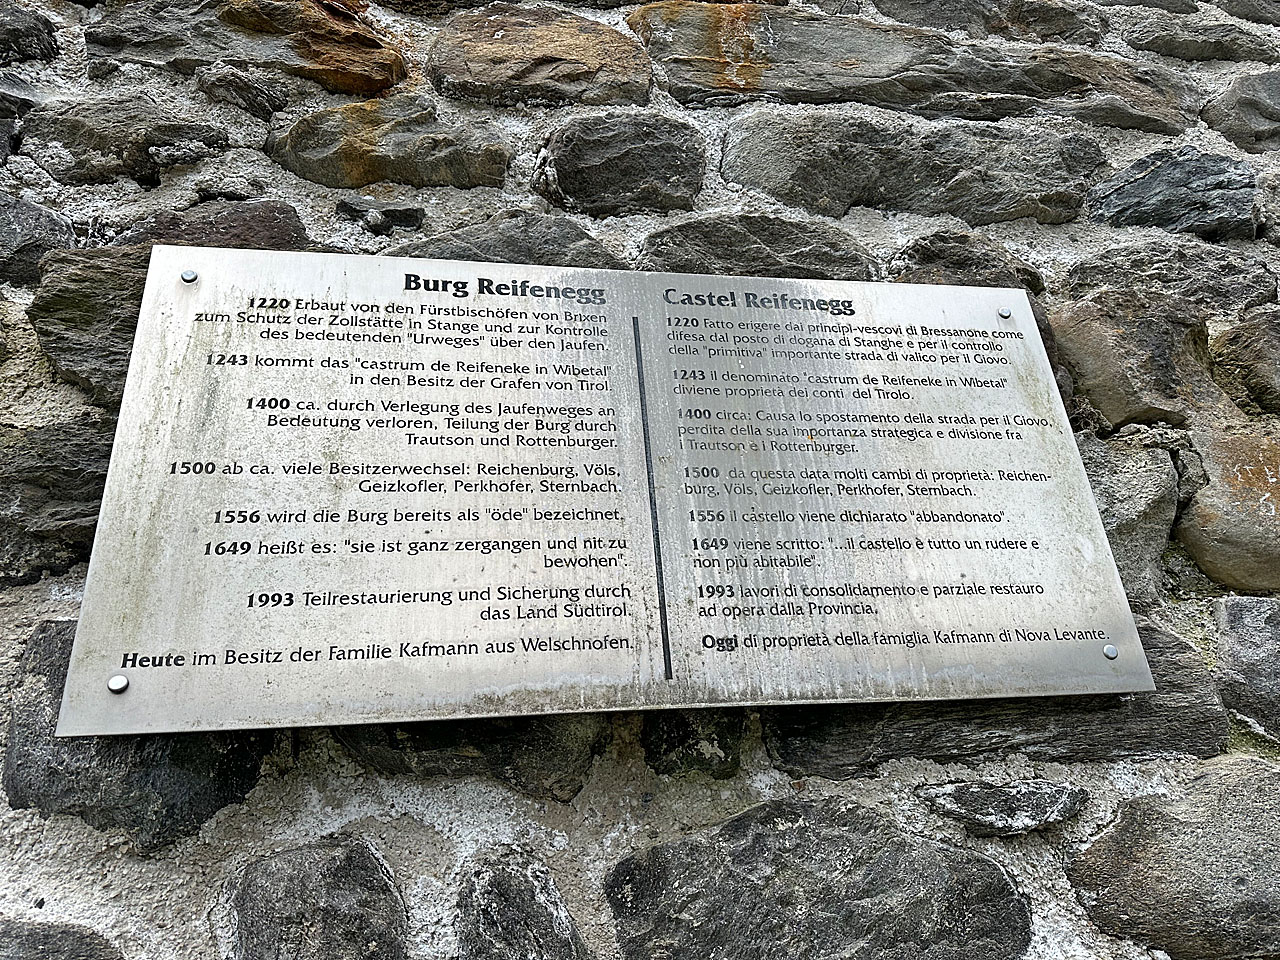 Burg Reifenegg
1220 Erbaut von den Fürstbischöfen von Brixen
zum Schutz der Zollstätte in Stange und zur Kontrolle
des bedeutenden "Urweges" über den Jaufen.
1243 kommt das "castrum de Reifeneke in Wibetal"
in den Besitz der Grafen von Tirol.
1400 ca. durch Verlegung des Jaufenweges an
Bedeutung verloren, Teilung der Burg durch
Trautson und Rottenburger.
1500 ab ca. viele Besitzerwechsel: Reichenburg, Völs,
Geizkofler, Perkhofer, Sternbach.
1556 wird die Burg bereits als "öde" bezeichnet.
1649 heißt es: "sie ist ganz zergangen und nit zu
bewohen".
1993 Teilrestaurierung und Sicherung durch
das Land Südtirol.
Heute im Besitz der Familie Kafmann aus Welschnofen.
Castel Reifenegg
1220 Fatto erigere dai principi-vescovi di Bressanone come
difesa dal posto di dogana di Stanghe e per il controllo
della "primitiva" importante strada di valico per il Giovo.
1243 il denominato "castrum de Reifeneke in Wibetal"
diviene proprietà dei conti del Tirolo.
1400 circa: Causa lo spostamento della strada per il Giovo,
perdita della sua importanza strategica e divisione fra
i Trautson e i Rottenburger.
1500 da questa data molti cambi di proprietà: Reichen-
burg, Völs, Geizkofler, Perkhofer, Sternbach.
1556 il castello viene dichiarato "abbandonato".
1649 viene scritto: "...il castello è tutto un rudere e
non più abitabile".
1993 lavori di consolidamento e parziale restauro
ad opera dalla Provincia.
Oggi di proprietà della famiglia Kafmann di Nova Levante.